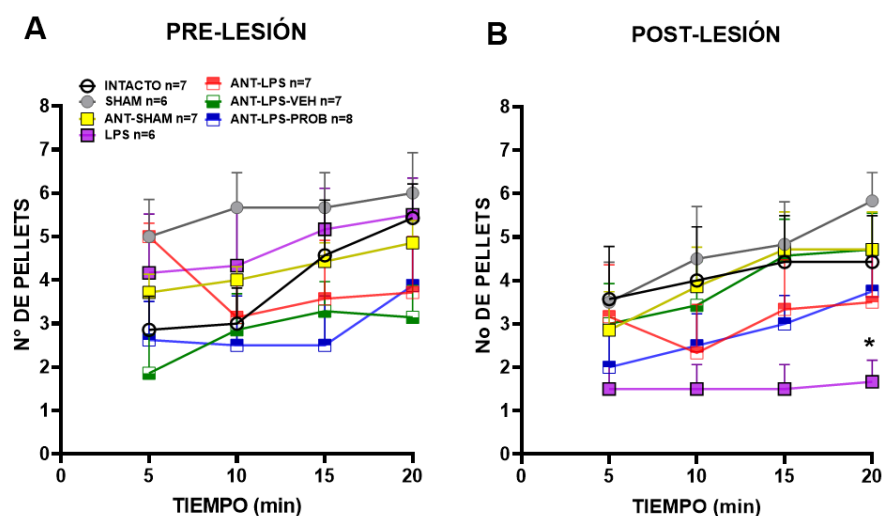 A
PRE-LESIÓN
B
POST-LESIÓN
INTACTO n=7
SHAM n=6
ANT-SHAM n=7
LPS n=6
ANT-LPS n=7
ANT-LPS-VEH n=7
ANT-LPS-PROB n=8
N° DE PELLETS
8
7
6
5
4
3
2
1
0
0 5 10 15 20
TIEMPO (min)
No DE PELLETS
8
7
6
5
4
3
2
1
0
*
0 5 10 15 20
TIEMPO (min)